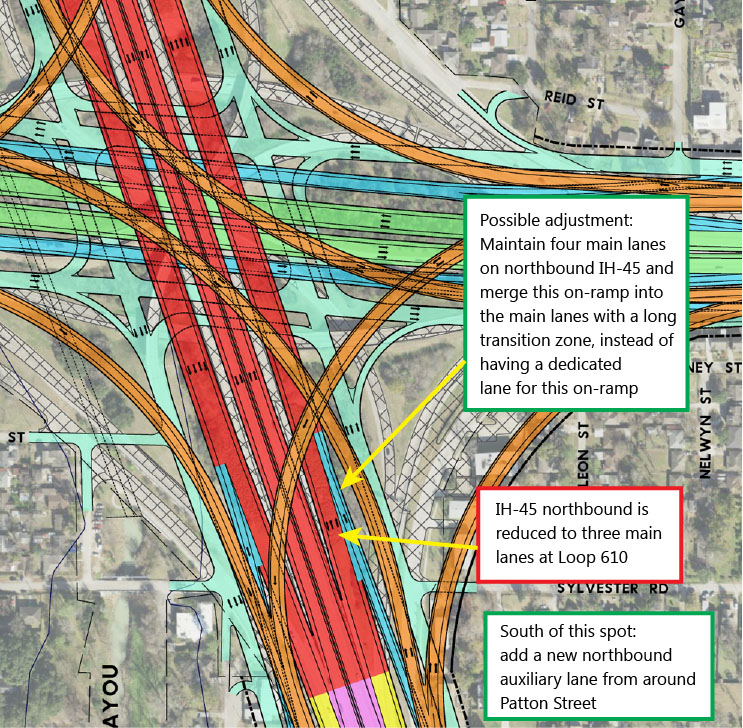 GAY
REID ST
Possible adjustment:
Maintain four main lanes
on northbound IH-45 and
merge this on-ramp into
the main lanes with a long
transition zone, instead of
having a dedicated
lane for this on-ramp
NEY ST
NELWYN ST
LEON ST
ST
IH-45 northbound is
reduced to three main
lanes at Loop 610
SYLVESTER RD
South of this spot:
add a new northbound
auxiliary lane from around
Patton Street
AYOU